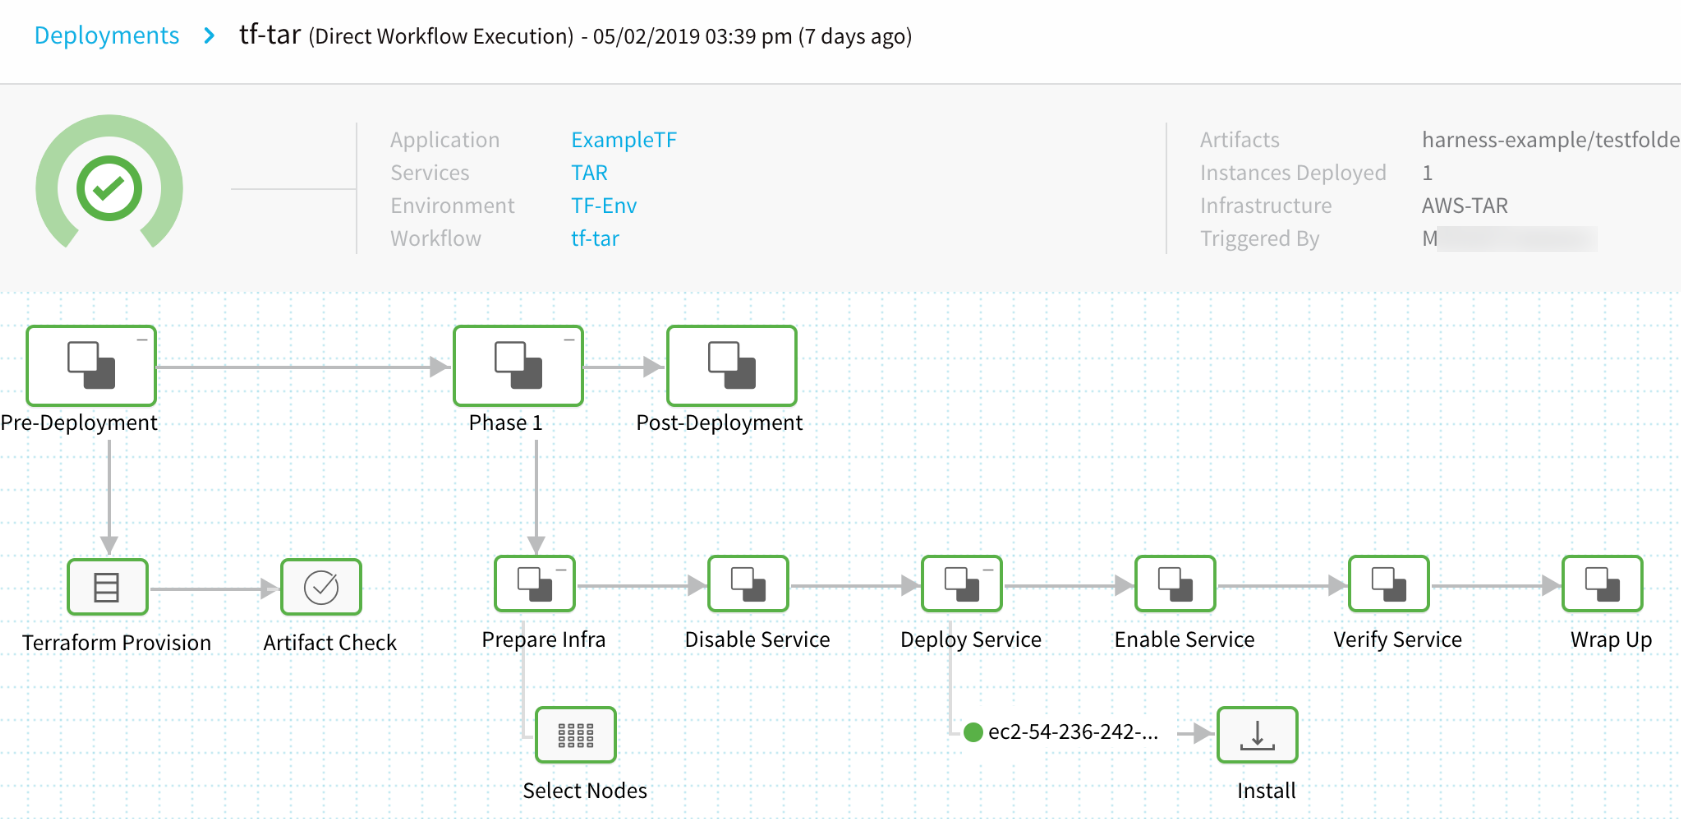 Deployments > tf-tar (Direct Workflow Execution) - 05/02/2019 03:39 pm (7 days ago)
Application ExampleTF
Services TAR
Environment TF-Env
Workflow tf-tar
Artifacts harness-example/testfolde
Instances Deployed 1
Infrastructure AWS-TAR
Triggered By M
Pre-Deployment
Phase 1
Post-Deployment
Terraform Provision
Artifact Check
Prepare Infra
Disable Service
Deploy Service
Enable Service
Verify Service
Wrap Up
ec2-54-236-242-...
Select Nodes
Install